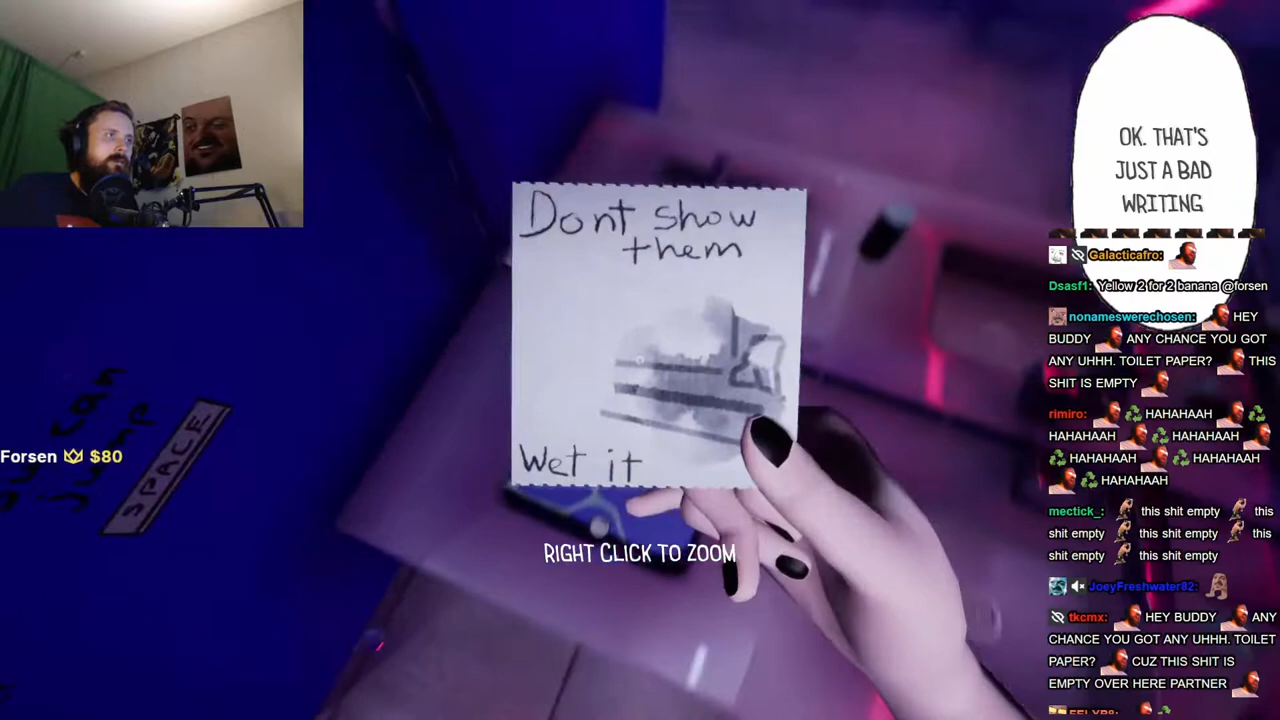 Dont show
them
Wet it
RIGHT CLICK TO ZOOM
can
jump
SPACE
Forsen $80
OK. THAT'S
JUST A BAD
WRITING
Galacticafro:
Dsasf1: Yellow 2 for 2 banana @forsen
nonameswerechosen: HEY
BUDDY ANY CHANCE YOU GOT
ANY UHHH. TOILET PAPER? THIS
SHIT IS EMPTY
rimiro: HAHAHAAH
HAHAHAAH HAHAHAAH
HAHAHAAH HAHAHAAH
HAHAHAAH
mectick_: this shit empty this
shit empty this shit empty this
shit empty this shit empty
JoeyFreshwater82:
tkcmx: HEY BUDDY ANY
CHANCE YOU GOT ANY UHHH. TOILET
PAPER? CUZ THIS SHIT IS
EMPTY OVER HERE PARTNER